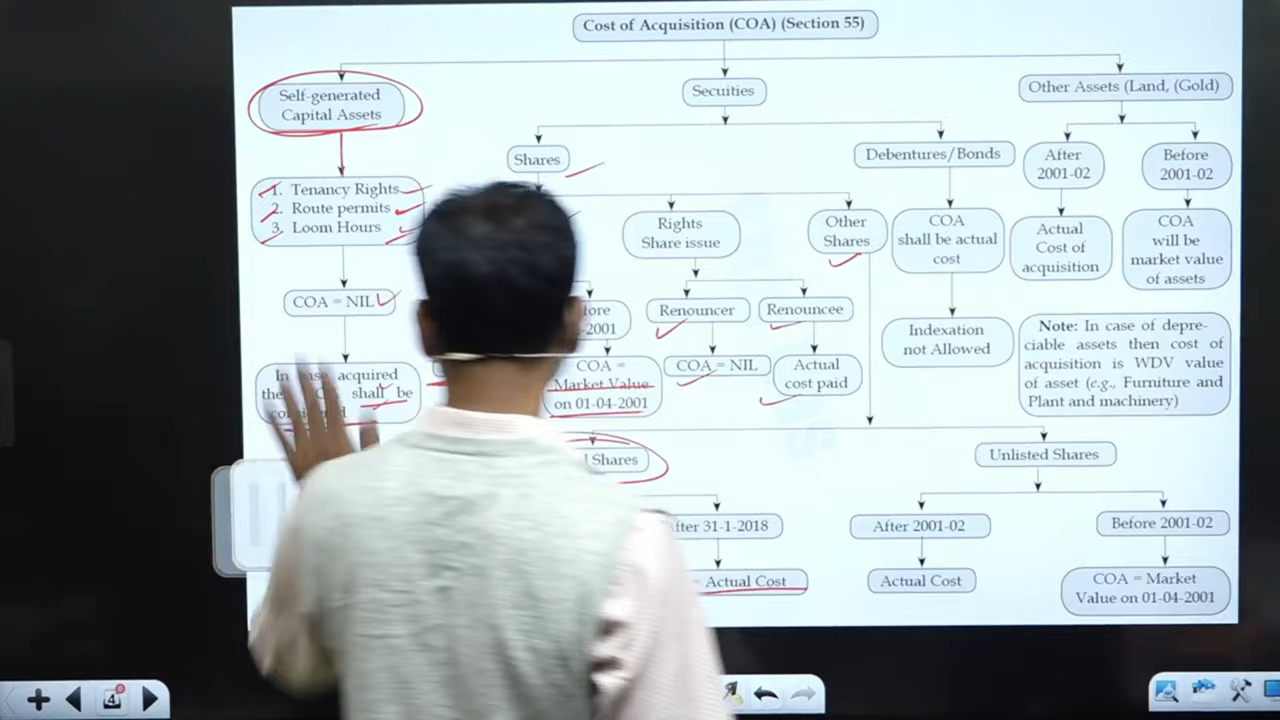 Cost of Acquisition (COA) (Section 55)
Self-generated
Capital Assets
Secuities
Other Assets (Land, (Gold)
Shares
Debentures/Bonds
After
2001-02
Before
2001-02
1. Tenancy Rights
2. Route permits
3. Loom Hours
Rights
Share issue
Other
Shares
COA
shall be actual
cost
Actual
Cost of
acquisition
COA
will be
market value
of assets
COA = NIL
-2001
Renouncer
Renouncee
Indexation
not Allowed
Note: In case of depre-
ciable assets then cost of
acquisition is WDV value
of asset (e.g., Furniture and
Plant and machinery)
In acquired
shall be
COA =
Market Value
on 01-04-2001
COA = NIL
Actual
cost paid
Shares
Unlisted Shares
31-1-2018
After 2001-02
Before 2001-02
= Actual Cost
Actual Cost
COA = Market
Value on 01-04-2001
4